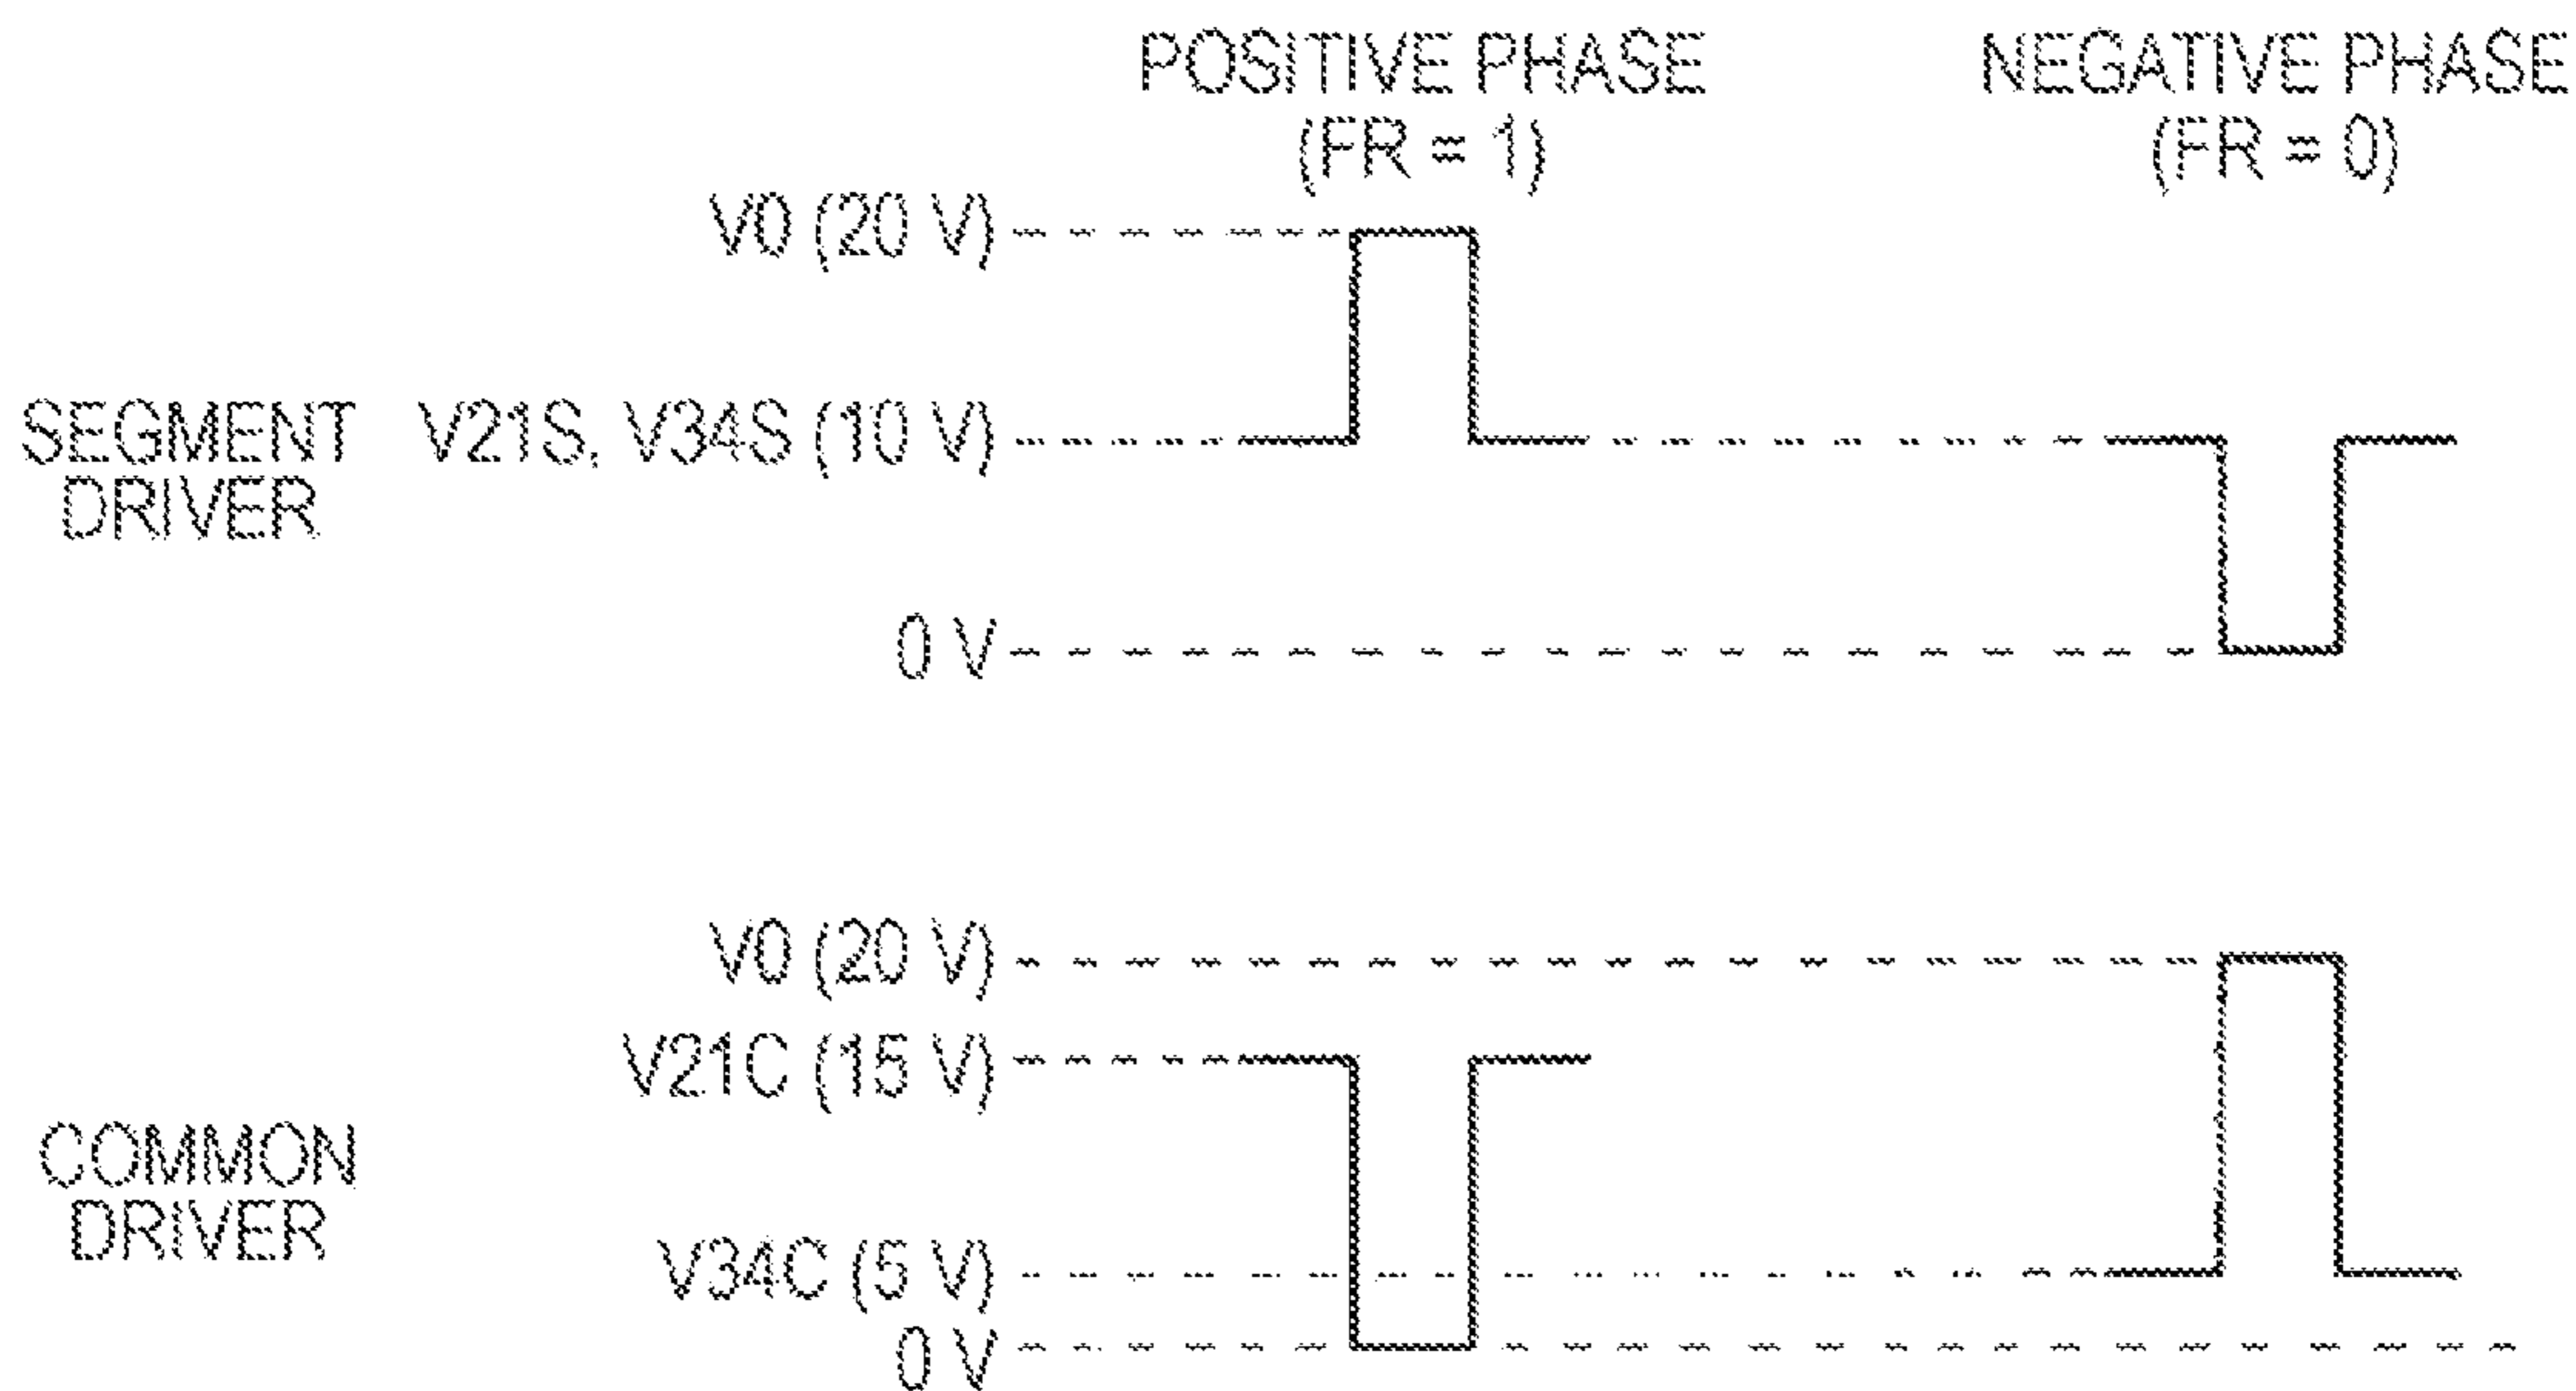 POSITIVE PHASE
(FR = 1)
NEGATIVE PHASE
(FR = 0)
V0 (20 V)
SEGMENT
DRIVER
V21S, V34S (10 V)
0 V
V0 (20 V)
V21C (15 V)
COMMON
DRIVER
V34C (5 V)
0 V